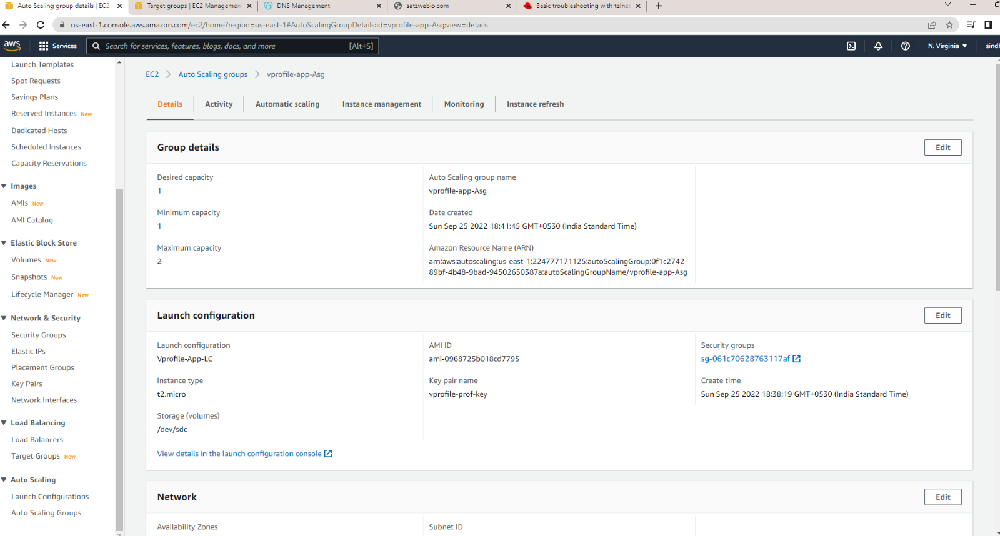 Auto Scaling group details | EC2
Target groups | EC2 Management
DNS Management
satzwebio.com
Basic troubleshooting with telnet
us-east-1.console.aws.amazon.com/ec2/home?region=us-east-1#AutoScalingGroupDetails:id=vprofile-app-Asg;view=details
aws
Services
Search for services, features, blogs, docs, and more
[Alt+S]
N. Virginia
Launch Templates
Spot Requests
Savings Plans
Reserved Instances New
Dedicated Hosts
Scheduled Instances
Capacity Reservations
Images
AMIs New
AMI Catalog
Elastic Block Store
Volumes New
Snapshots New
Lifecycle Manager New
Network & Security
Security Groups
Elastic IPs
Placement Groups
Key Pairs
Network Interfaces
Load Balancing
Load Balancers
Target Groups New
Auto Scaling
Launch Configurations
Auto Scaling Groups
EC2 > Auto Scaling groups > vprofile-app-Asg
Details
Activity
Automatic scaling
Instance management
Monitoring
Instance refresh
Group details
Edit
Desired capacity
1
Minimum capacity
1
Maximum capacity
2
Auto Scaling group name
vprofile-app-Asg
Date created
Sun Sep 25 2022 18:41:45 GMT+0530 (India Standard Time)
Amazon Resource Name (ARN)
arn:aws:autoscaling:us-east-1:224777171125:autoScalingGroup:0f1c2742-
89bf-4b48-9bad-94502650387a:autoScalingGroupName/vprofile-app-Asg
Launch configuration
Edit
Launch configuration
Vprofile-App-LC
Instance type
t2.micro
Storage (volumes)
/dev/sdc
View details in the launch configuration console
AMI ID
ami-0968725b018cd7795
Key pair name
vprofile-prof-key
Security groups
sg-061c70628763117af
Create time
Sun Sep 25 2022 18:38:19 GMT+0530 (India Standard Time)
Network
Edit
Availability Zones
Subnet ID